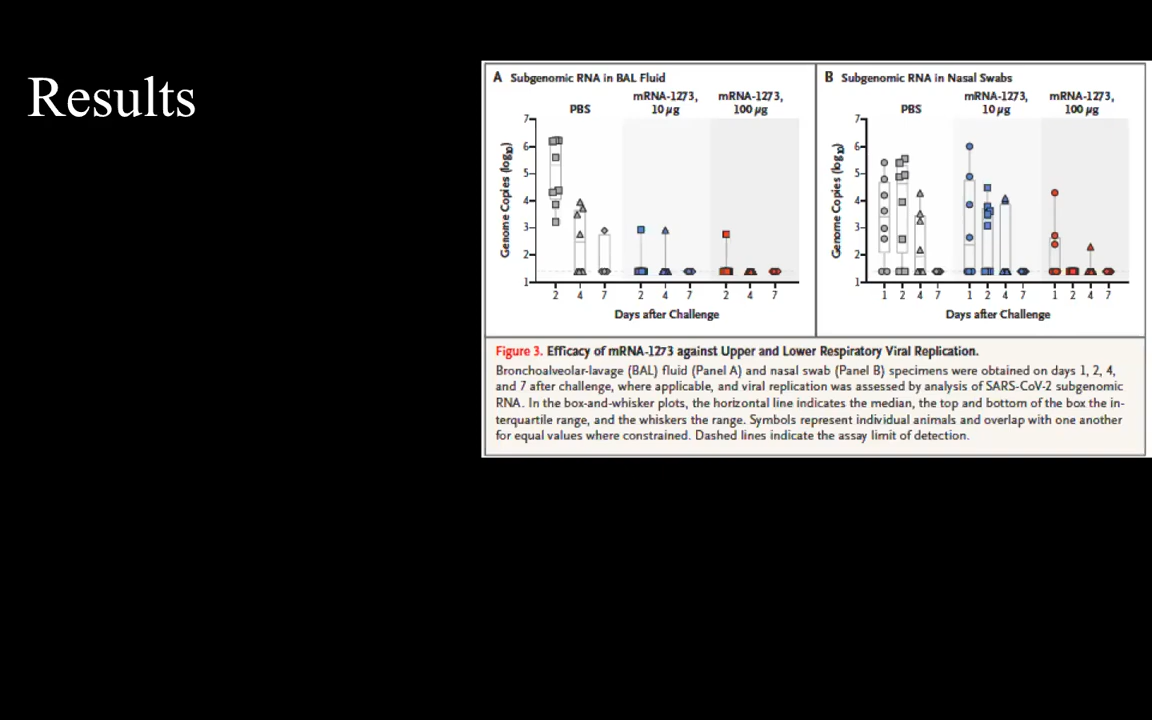 Results
A Subgenomic RNA in BAL Fluid
PBS
mRNA-1273,
10 µg
mRNA-1273,
100 µg
Genome Copies (log10)
7
6
5
4
3
2
1
2 4 7 2 4 7 2 4 7
Days after Challenge
B Subgenomic RNA in Nasal Swabs
PBS
mRNA-1273,
10 µg
mRNA-1273,
100 µg
Genome Copies (log10)
7
6
5
4
3
2
1
1 2 4 7 1 2 4 7 1 2 4 7
Days after Challenge
Figure 3. Efficacy of mRNA-1273 against Upper and Lower Respiratory Viral Replication.
Bronchoalveolar-lavage (BAL) fluid (Panel A) and nasal swab (Panel B) specimens were obtained on days 1, 2, 4,
and 7 after challenge, where applicable, and viral replication was assessed by analysis of SARS-CoV-2 subgenomic
RNA. In the box-and-whisker plots, the horizontal line indicates the median, the top and bottom of the box the in-
terquartile range, and the whiskers the range. Symbols represent individual animals and overlap with one another
for equal values where constrained. Dashed lines indicate the assay limit of detection.